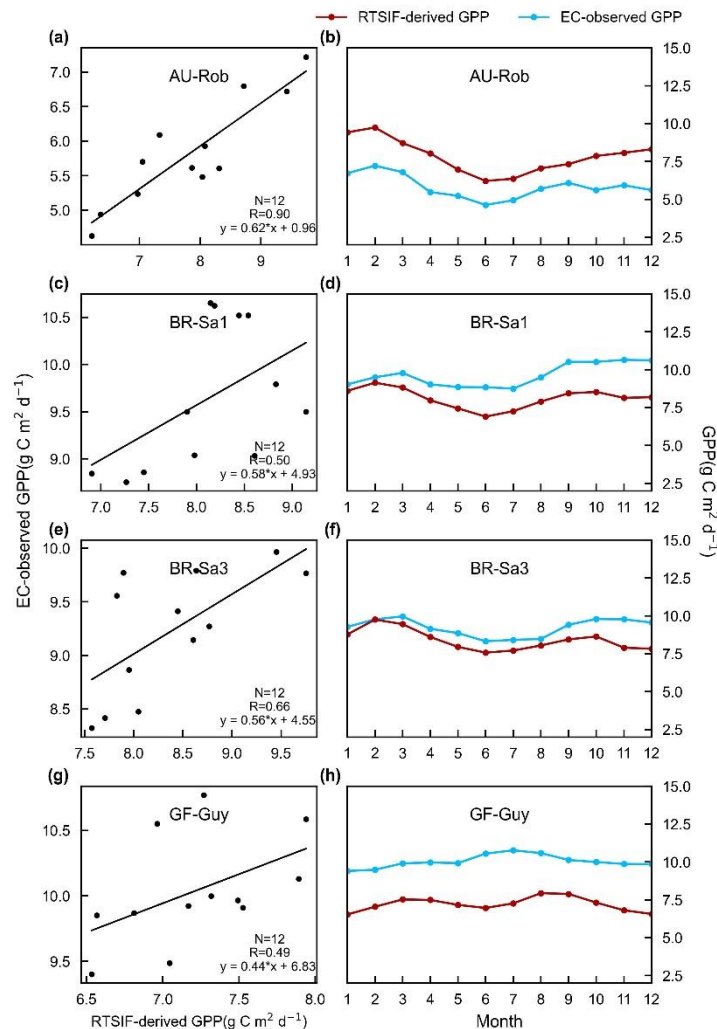 RTSIF-derived GPP EC-observed GPP
(a)
AU-Rob
7.0
6.5
6.0
5.5
5.0
N=12
R=0.90
y = 0.62*x + 0.96
7 8 9
(b)
AU-Rob
15.0
12.5
10.0
7.5
5.0
2.5
1 2 3 4 5 6 7 8 9 10 11 12
(c)
BR-Sa1
10.5
10.0
9.5
9.0
N=12
R=0.50
y = 0.58*x + 4.93
7.0 7.5 8.0 8.5 9.0
(d)
BR-Sa1
15.0
12.5
10.0
7.5
5.0
2.5
1 2 3 4 5 6 7 8 9 10 11 12
(e)
BR-Sa3
10.0
9.5
9.0
8.5
N=12
R=0.66
y = 0.56*x + 4.55
7.5 8.0 8.5 9.0 9.5
(f)
BR-Sa3
15.0
12.5
10.0
7.5
5.0
2.5
1 2 3 4 5 6 7 8 9 10 11 12
(g)
GF-Guy
10.5
10.0
9.5
N=12
R=0.49
y = 0.44*x + 6.83
6.5 7.0 7.5 8.0
(h)
GF-Guy
15.0
12.5
10.0
7.5
5.0
2.5
1 2 3 4 5 6 7 8 9 10 11 12
EC-observed GPP(g C m² d⁻¹)
GPP(g C m² d⁻¹)
RTSIF-derived GPP(g C m² d⁻¹)
Month